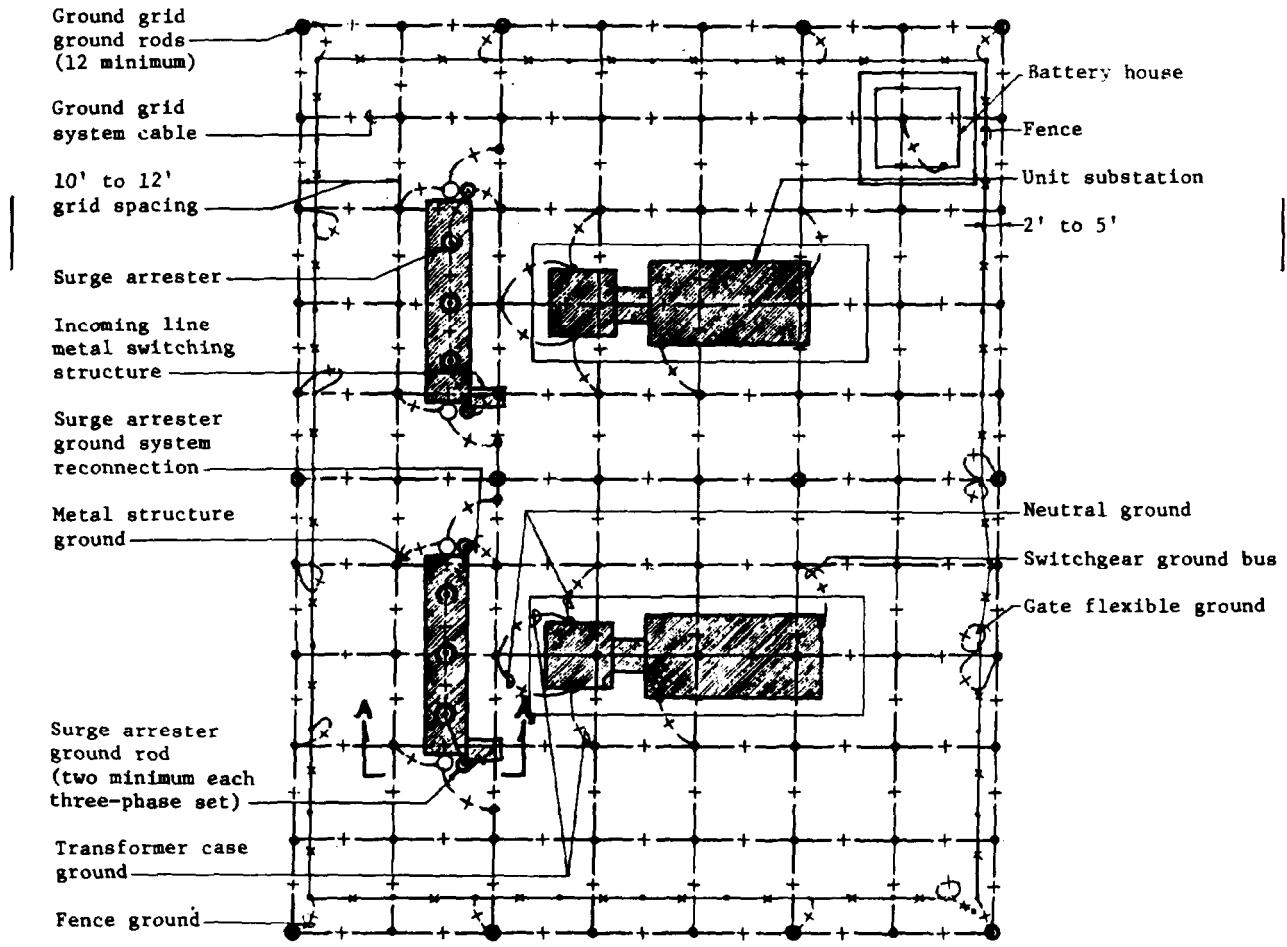 Ground grid
ground rods
(12 minimum)
Ground grid
system cable
10' to 12'
grid spacing
Surge arrester
Incoming line
metal switching
structure
Surge arrester
ground system
reconnection
Metal structure
ground
Surge arrester
ground rod
(two minimum each
three-phase set)
Transformer case
ground
Fence ground
A
A
Battery house
Fence
Unit substation
2' to 5'
Neutral ground
Switchgear ground bus
Gate flexible ground